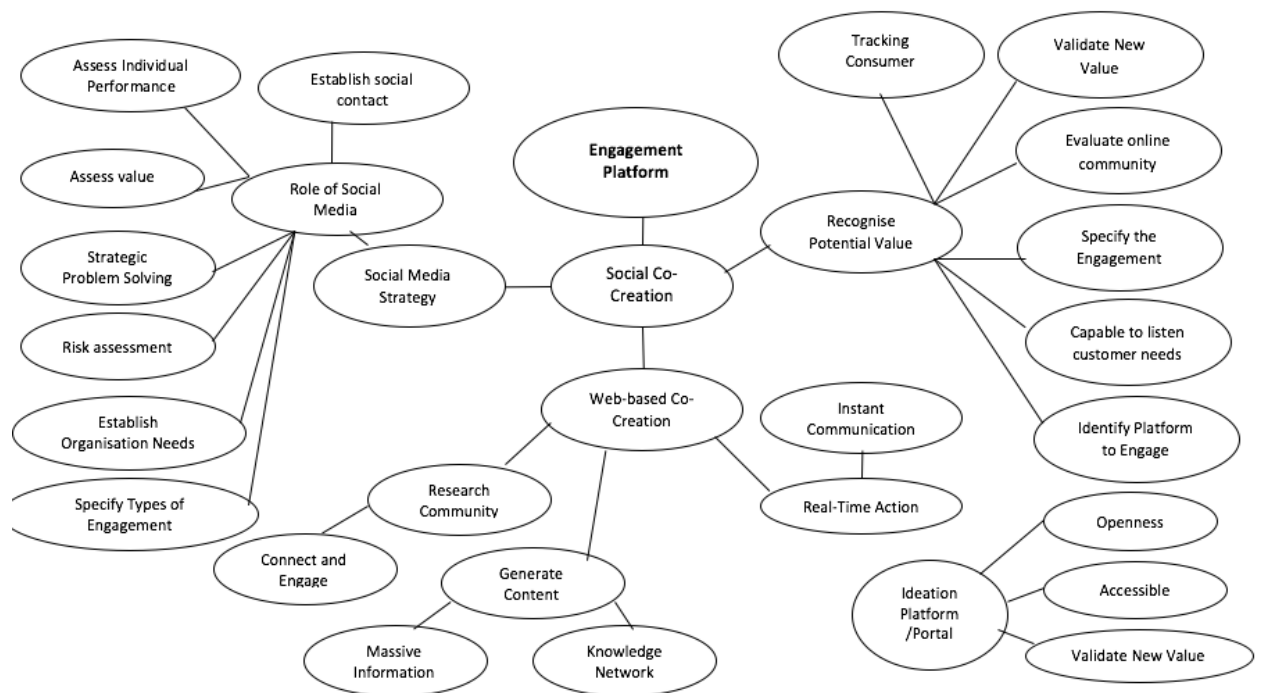 Tracking
Consumer
Validate New
Value
Assess Individual
Performance
Establish social
contact
Engagement
Platform
Evaluate online
community
Assess value
Role of Social
Media
Recognise
Potential Value
Specify the
Engagement
Strategic
Problem Solving
Social Media
Strategy
Social Co-
Creation
Risk assessment
Capable to listen
customer needs
Establish
Organisation Needs
Web-based Co-
Creation
Instant
Communication
Identify Platform
to Engage
Specify Types of
Engagement
Research
Community
Real-Time Action
Openness
Connect and
Engage
Generate
Content
Ideation
Platform
/Portal
Accessible
Massive
Information
Knowledge
Network
Validate New Value